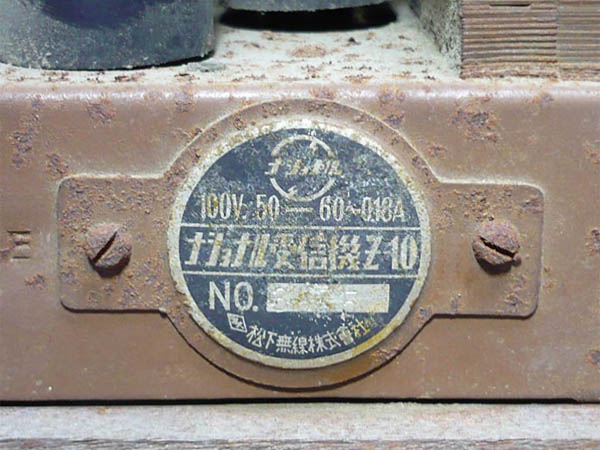 ナショナル
100V. 50—60~0.18A
ナショナル受信機Z-10
NO.
松下無線株式會社